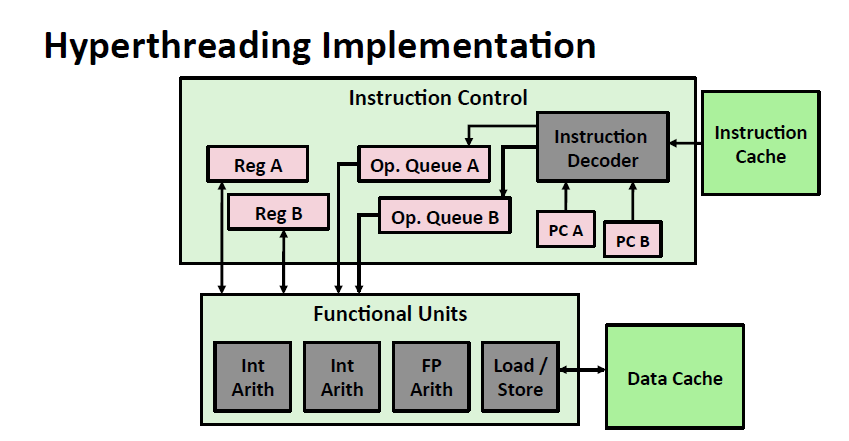 Hyperthreading Implementation
Instruction Control
Instruction
Decoder
Instruction
Cache
Reg A
Op. Queue A
Reg B
Op. Queue B
PC A
PC B
Functional Units
Int
Arith
Int
Arith
FP
Arith
Load /
Store
Data Cache